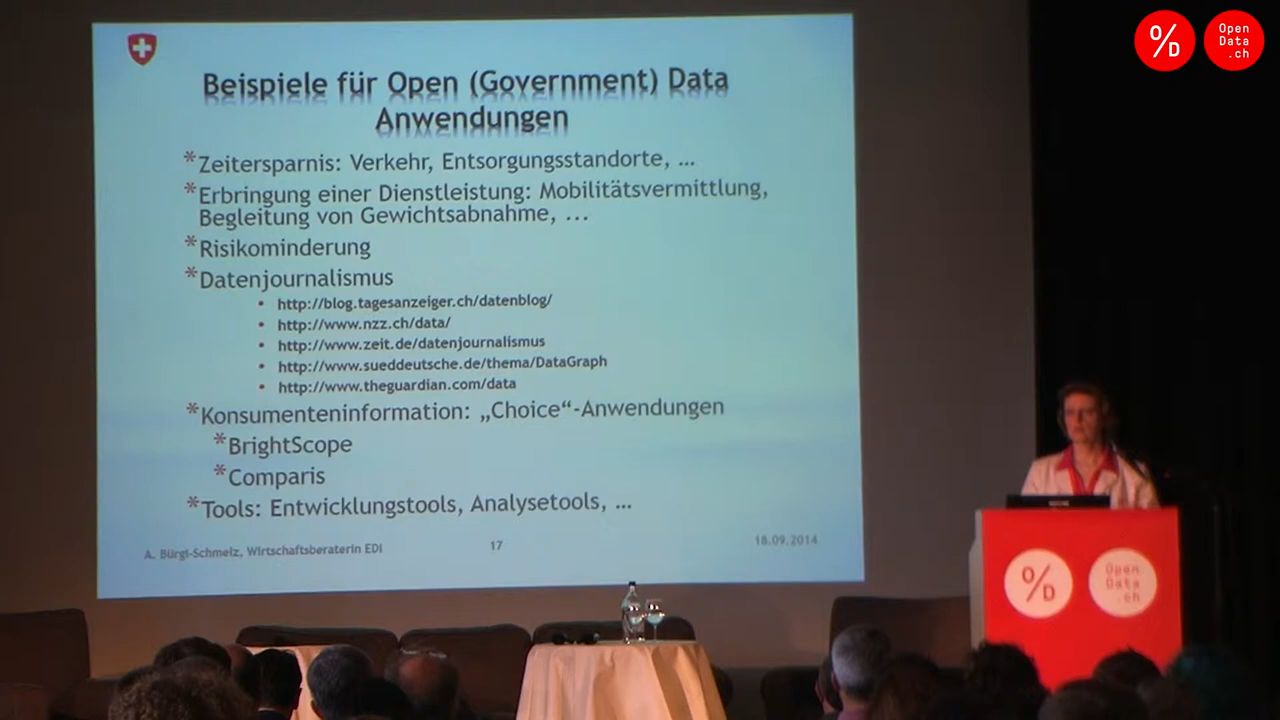 % D
Open
Data
.ch
Beispiele für Open (Government) Data
Anwendungen
* Zeitersparnis: Verkehr, Entsorgungsstandorte, …
* Erbringung einer Dienstleistung: Mobilitätsvermittlung,
Begleitung von Gewichtsabnahme, ...
* Risikominderung
* Datenjournalismus
• http://blog.tagesanzeiger.ch/datenblog/
• http://www.nzz.ch/data/
• http://www.zeit.de/datenjournalismus
• http://www.sueddeutsche.de/thema/DataGraph
• http://www.theguardian.com/data
* Konsumenteninformation: „Choice“-Anwendungen
* BrightScope
* Comparis
* Tools: Entwicklungstools, Analysetools, …
A. Bürgi-Schmelz, Wirtschaftsberaterin EDI 17 18.09.2014
% D
Open
Data
.ch